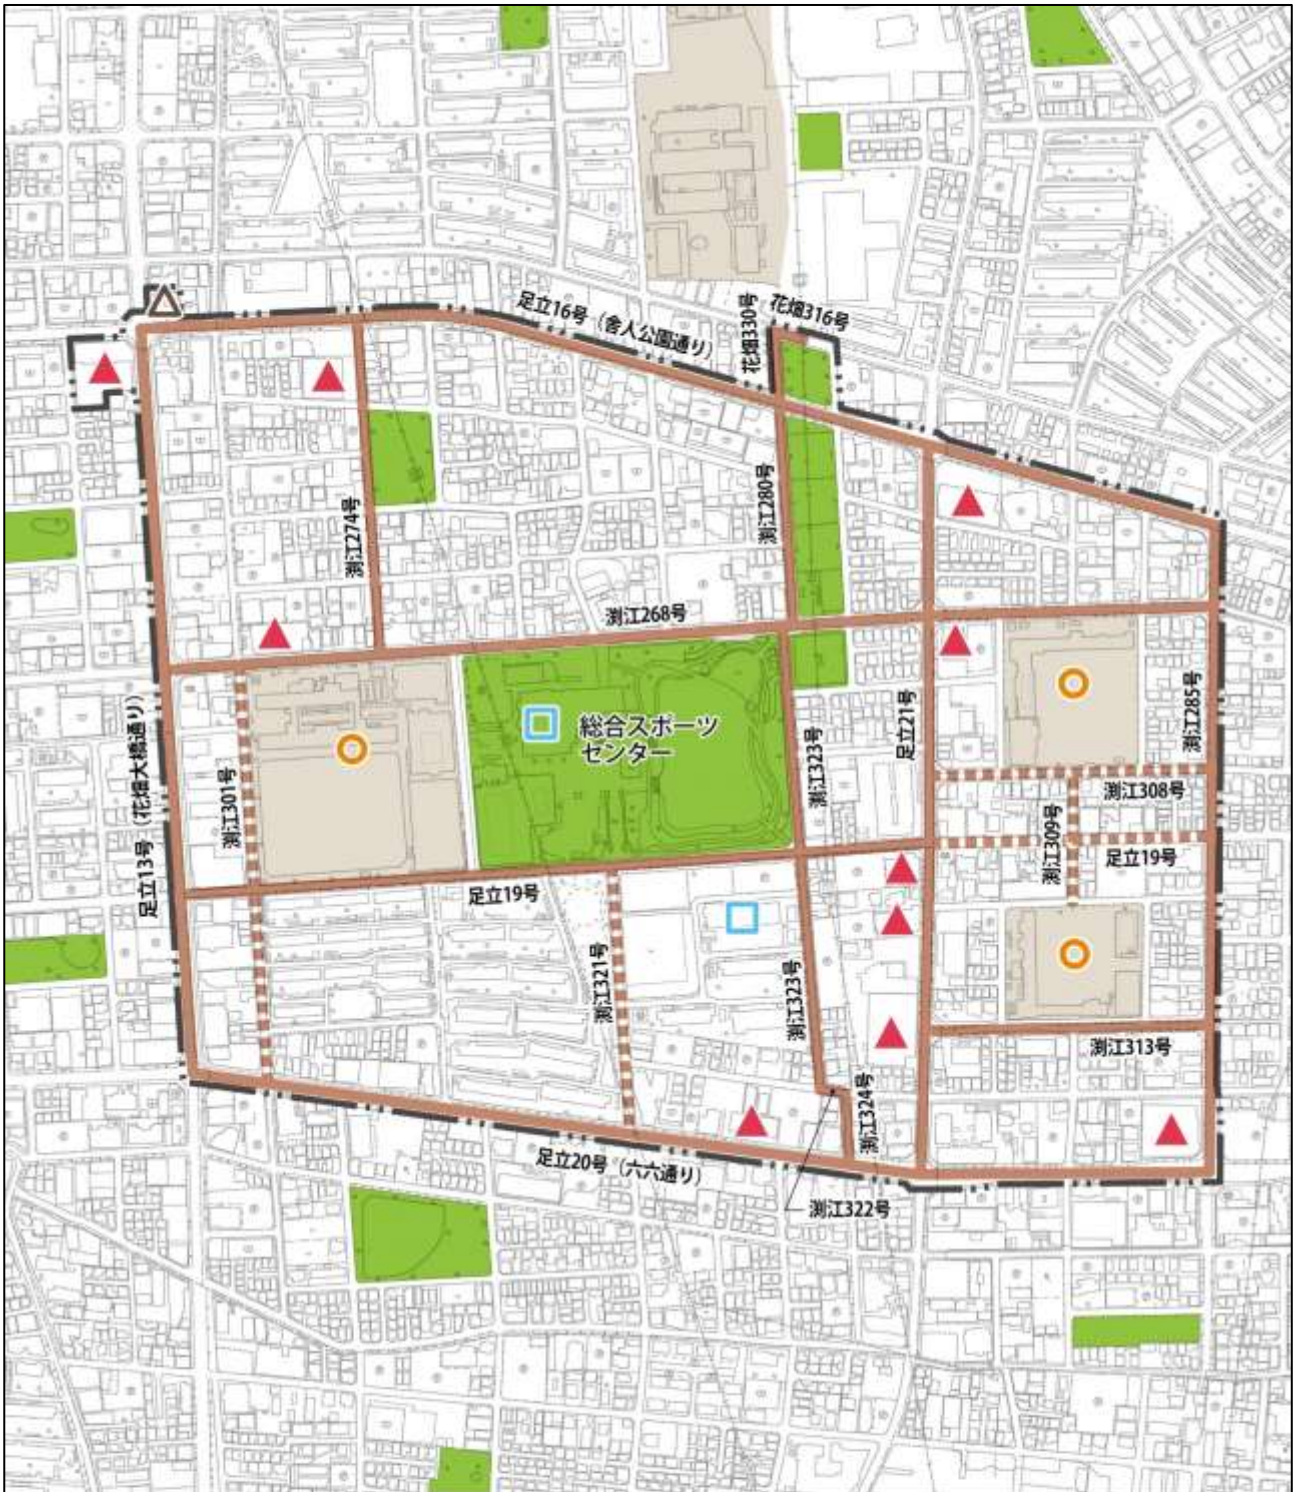 足立16号（舎人公園通り）
花畑330号
花畑316号
渕江274号
渕江280号
渕江268号
足立13号（花畑大橋通り）
渕江301号
総合スポーツ
センター
渕江323号
足立21号
渕江285号
渕江308号
渕江309号
足立19号
足立19号
渕江321号
渕江323号
渕江313号
渕江324号
足立20号（六六通り）
渕江322号